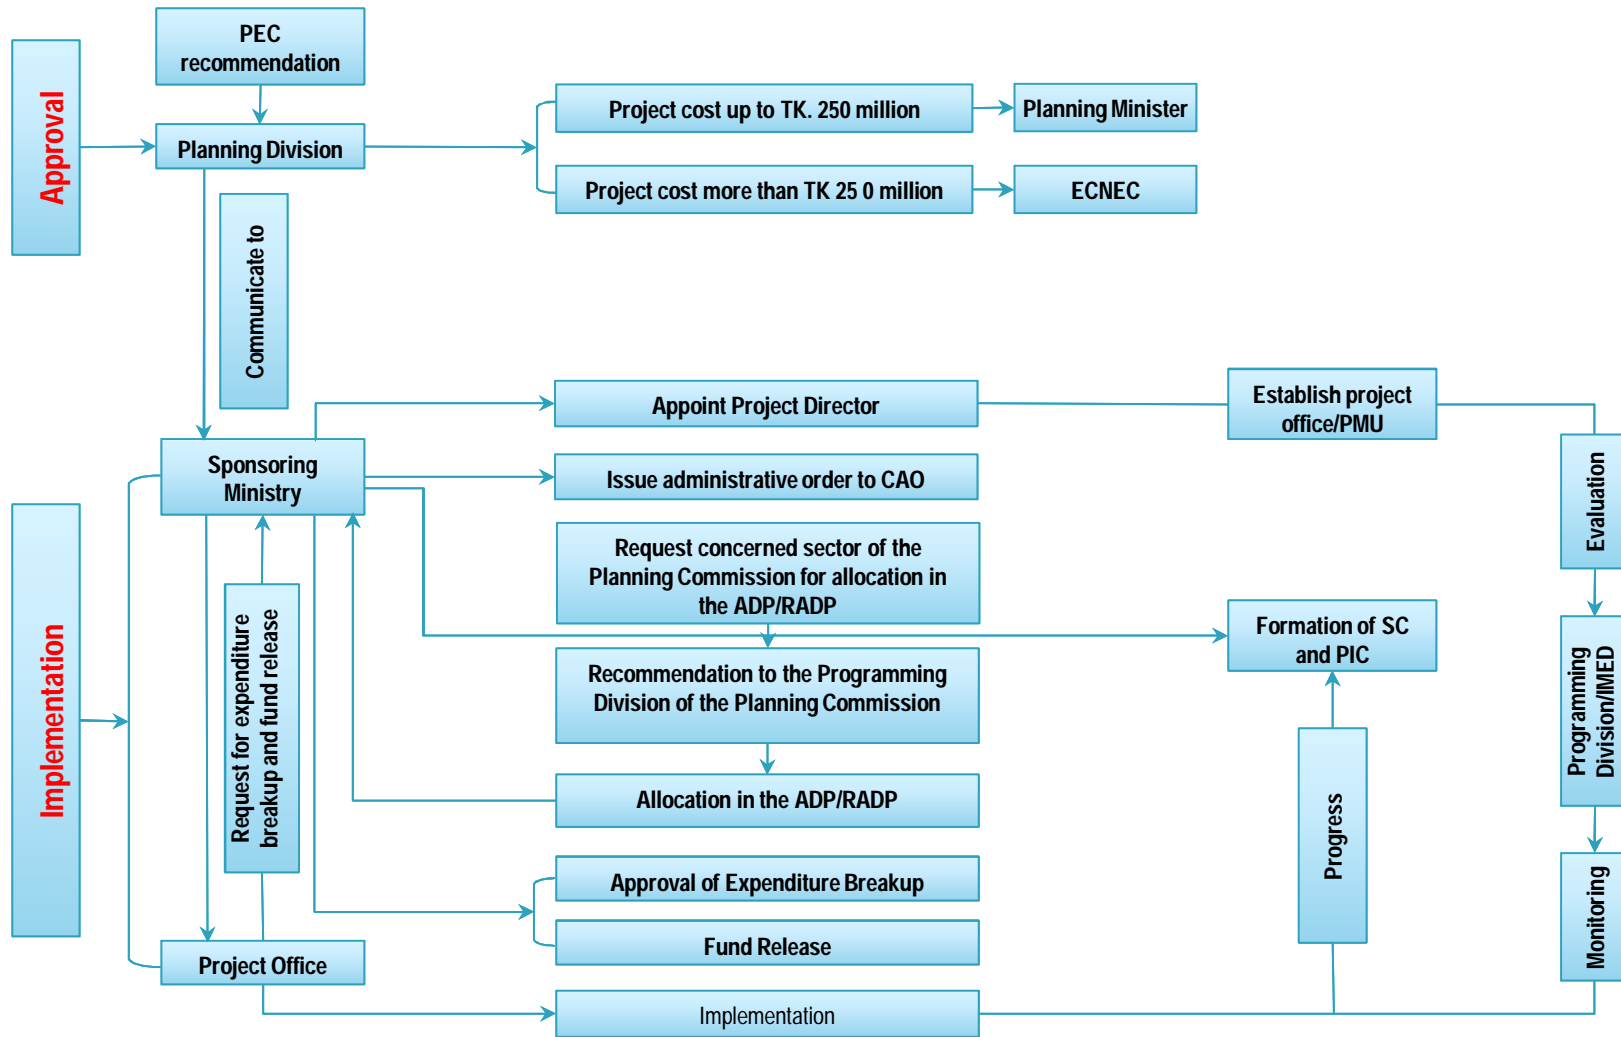 PEC
recommendation
Approval
Planning Division
Project cost up to TK. 250 million
Planning Minister
Project cost more than TK 25 0 million
ECNEC
Communicate to
Appoint Project Director
Establish project
office/PMU
Sponsoring
Ministry
Issue administrative order to CAO
Evaluation
Implementation
Request for expenditure
breakup and fund release
Request concerned sector of the
Planning Commission for allocation in
the ADP/RADP
Formation of SC
and PIC
Programming
Division/IMED
Recommendation to the Programming
Division of the Planning Commission
Allocation in the ADP/RADP
Progress
Approval of Expenditure Breakup
Monitoring
Fund Release
Project Office
Implementation